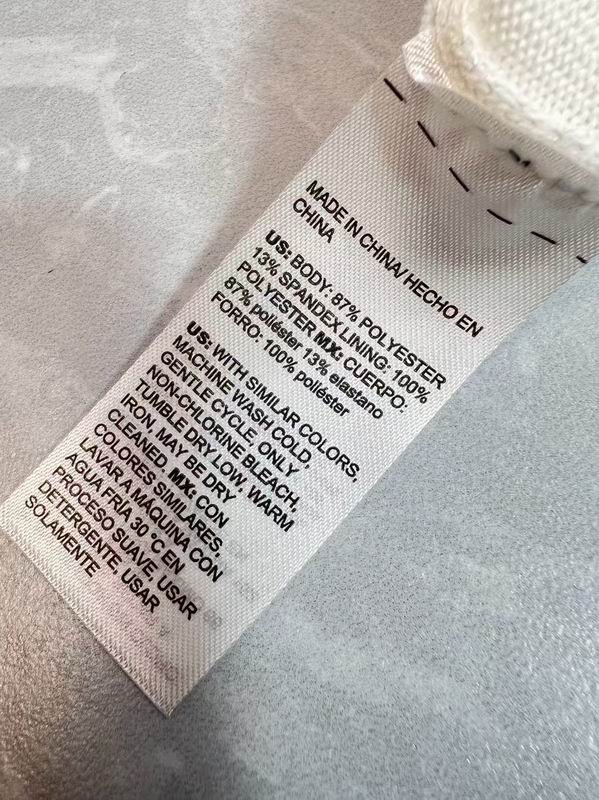 MADE IN CHINA/ HECHO EN
CHINA
US: BODY: 87% POLYESTER
13% SPANDEX LINING: 100%
POLYESTER MX: CUERPO:
87% poliéster 13% elastano
FORRO: 100% poliéster
US: WITH SIMILAR COLORS,
MACHINE WASH COLD,
GENTLE CYCLE, ONLY
NON-CHLORINE BLEACH,
TUMBLE DRY LOW, WARM
IRON, MAY BE DRY
CLEANED. MX: CON
COLORES SIMILARES,
LAVAR A MÁQUINA CON
AGUA FRIA 30 °C EN
PROCESO SUAVE, USAR
DETERGENTE, USAR
SOLAMENTE